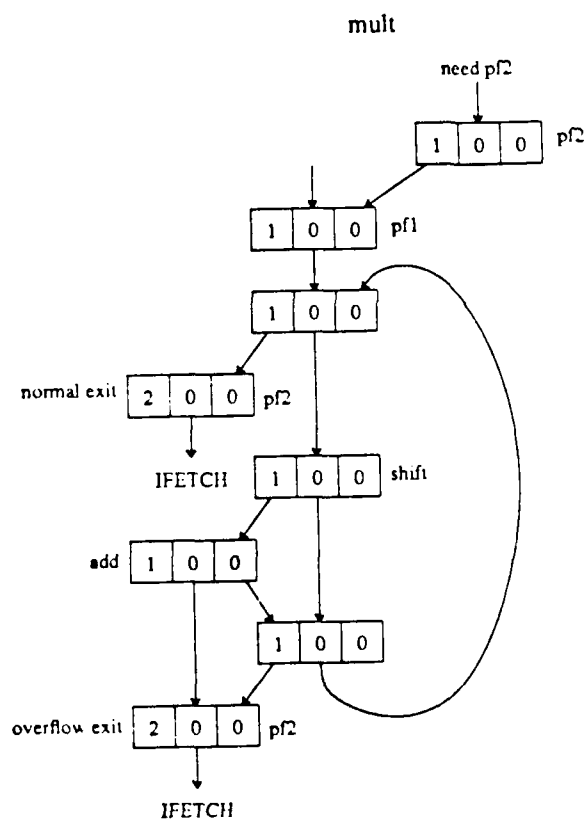 mult
need pf2
1 0 0 pf2
1 0 0 pf1
1 0 0
normal exit 2 0 0 pf2
IFETCH
1 0 0 shift
add 1 0 0
1 0 0
overflow exit 2 0 0 pf2
IFETCH